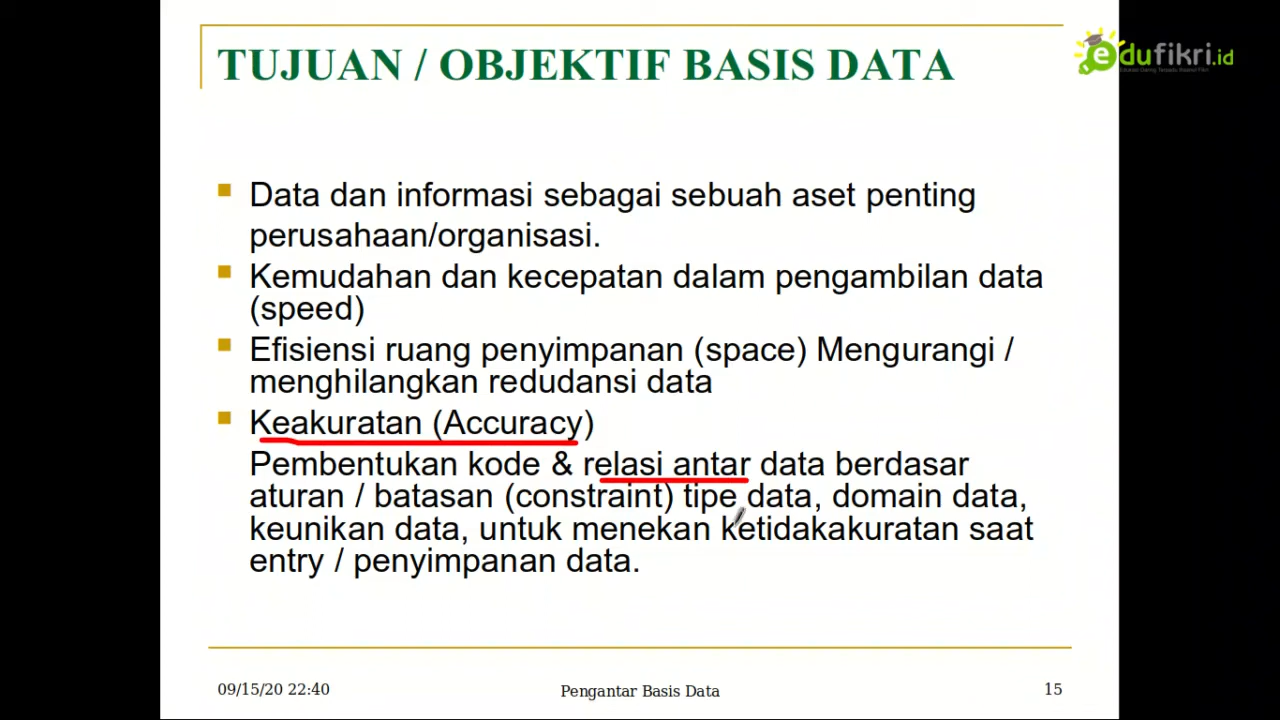 TUJUAN / OBJEKTIF BASIS DATA
edufikri.id
Data dan informasi sebagai sebuah aset penting
perusahaan/organisasi.
Kemudahan dan kecepatan dalam pengambilan data
(speed)
Efisiensi ruang penyimpanan (space) Mengurangi /
menghilangkan redudansi data
Keakuratan (Accuracy)
Pembentukan kode & relasi antar data berdasar
aturan / batasan (constraint) tipe data, domain data,
keunikan data, untuk menekan ketidakakuratan saat
entry / penyimpanan data.
09/15/20 22:40
Pengantar Basis Data
15